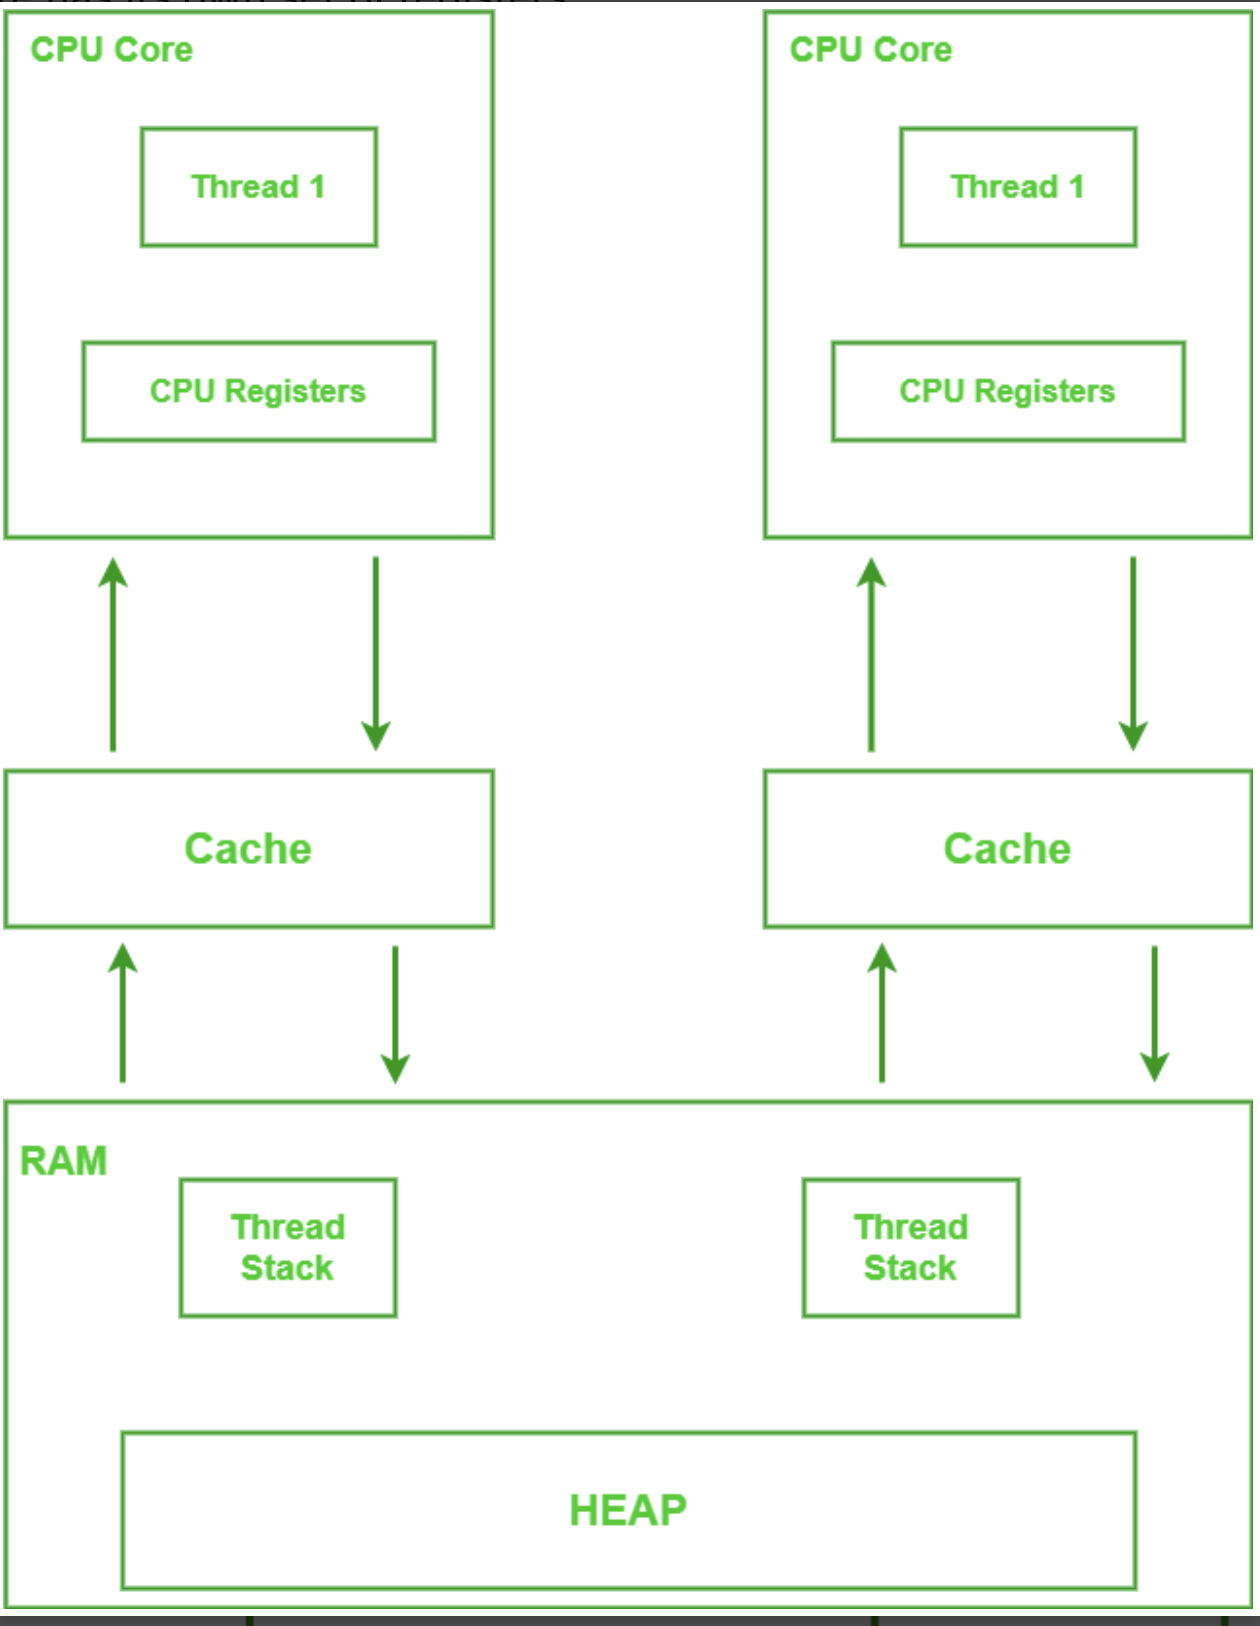 CPU Core
Thread 1
CPU Registers
CPU Core
Thread 1
CPU Registers
Cache
Cache
RAM
Thread
Stack
Thread
Stack
HEAP